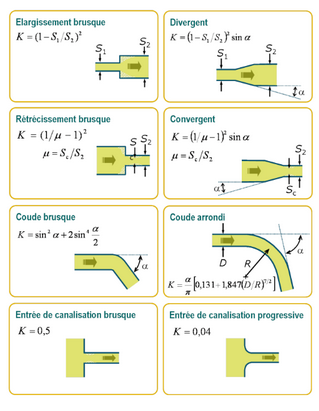 Elargissement brusque
K = (1 – S₁/S₂)²
S₁
S₂
Divergent
K = (1 – S₁/S₂)² sin α
S₁
S₂
α
Rétrécissement brusque
K = (1/μ – 1)²
μ = Sc/S₂
S
c
S₂
Convergent
K = (1/μ – 1)² sin α
μ = Sc/S₂
S₂
α
Sc
Coude brusque
K = sin² α + 2 sin⁴ α/2
α
Coude arrondi
α
D
R
K = α/π [0,131 + 1,847(D/R)^7/2]
Entrée de canalisation brusque
K = 0,5
Entrée de canalisation progressive
K = 0,04